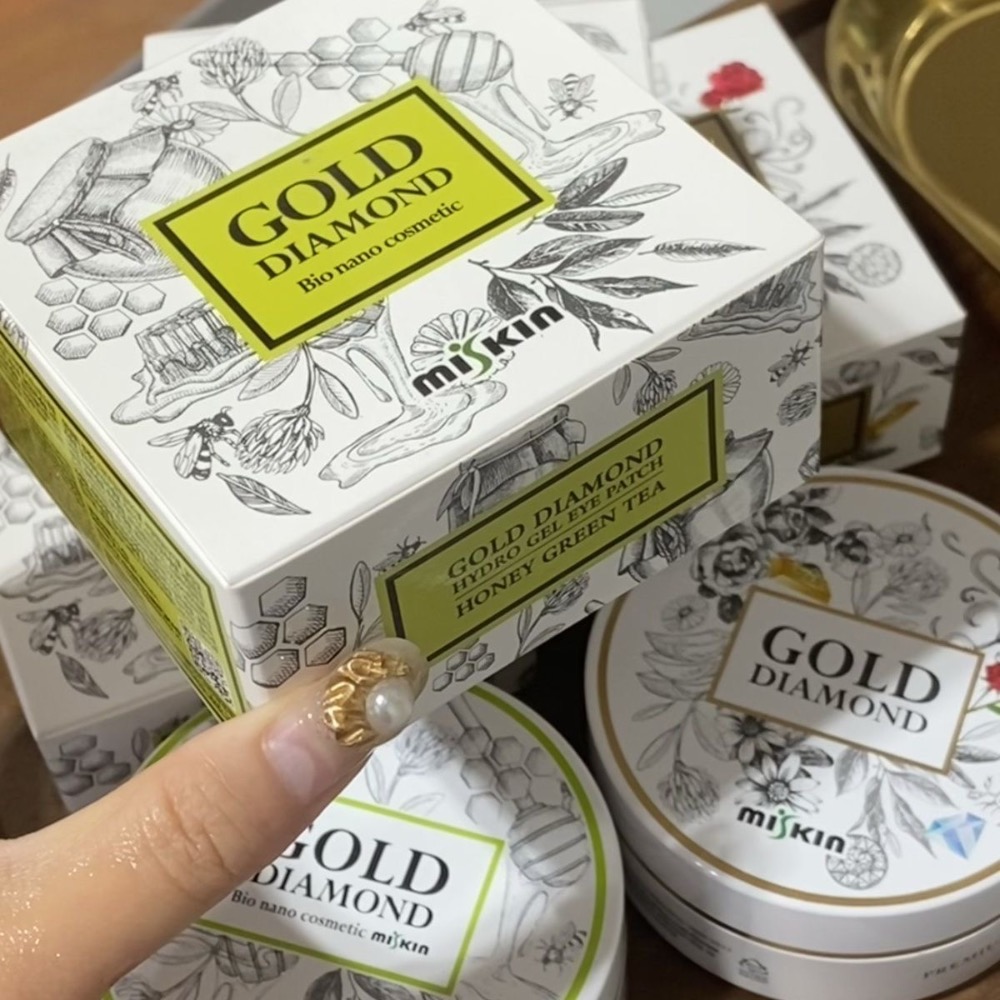 GOLD
DIAMOND
Bio nano cosmetic
miSKIN
GOLD DIAMOND
HYDRO GEL EYE PATCH
HONEY GREEN TEA
GOLD
DIAMOND
miSKIN
GOLD
DIAMOND
Bio nano cosmetic miSKIN